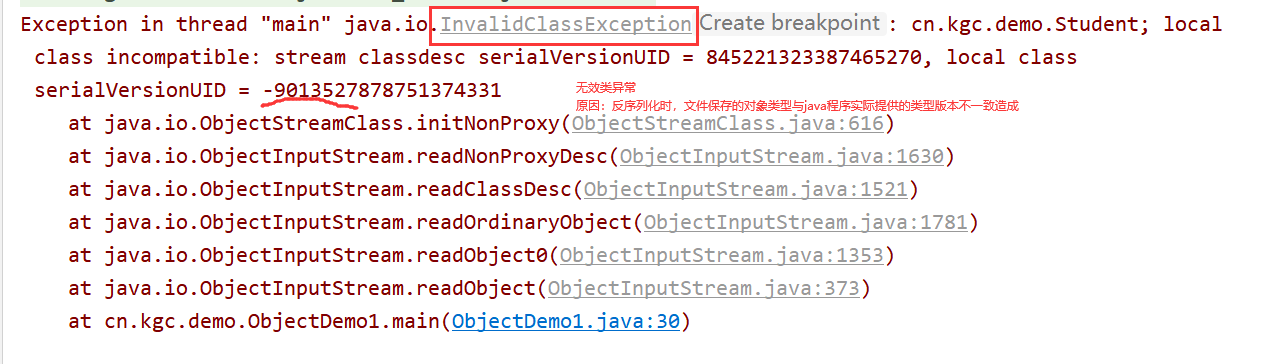 Exception in thread "main" java.io.InvalidClassException Create breakpoint : cn.kgc.demo.Student; local
class incompatible: stream classdesc serialVersionUID = 845221323387465270, local class
serialVersionUID = -9013527878751374331
无效类异常
原因：反序列化时，文件保存的对象类型与java程序实际提供的类型版本不一致造成
at java.io.ObjectStreamClass.initNonProxy(ObjectStreamClass.java:616)
at java.io.ObjectInputStream.readNonProxyDesc(ObjectInputStream.java:1630)
at java.io.ObjectInputStream.readClassDesc(ObjectInputStream.java:1521)
at java.io.ObjectInputStream.readOrdinaryObject(ObjectInputStream.java:1781)
at java.io.ObjectInputStream.readObject0(ObjectInputStream.java:1353)
at java.io.ObjectInputStream.readObject(ObjectInputStream.java:373)
at cn.kgc.demo.ObjectDemo1.main(ObjectDemo1.java:30)